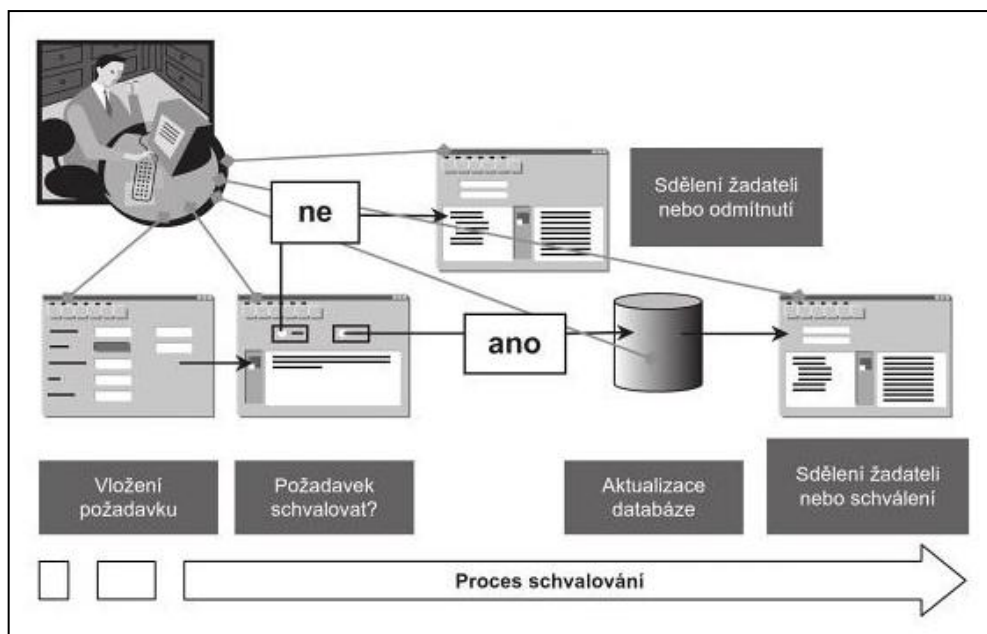 ne
Sdělení žadateli
nebo odmítnutí
ano
Vložení
požadavku
Požadavek
schvalovat?
Aktualizace
databáze
Sdělení žadateli
nebo schválení
Proces schvalování